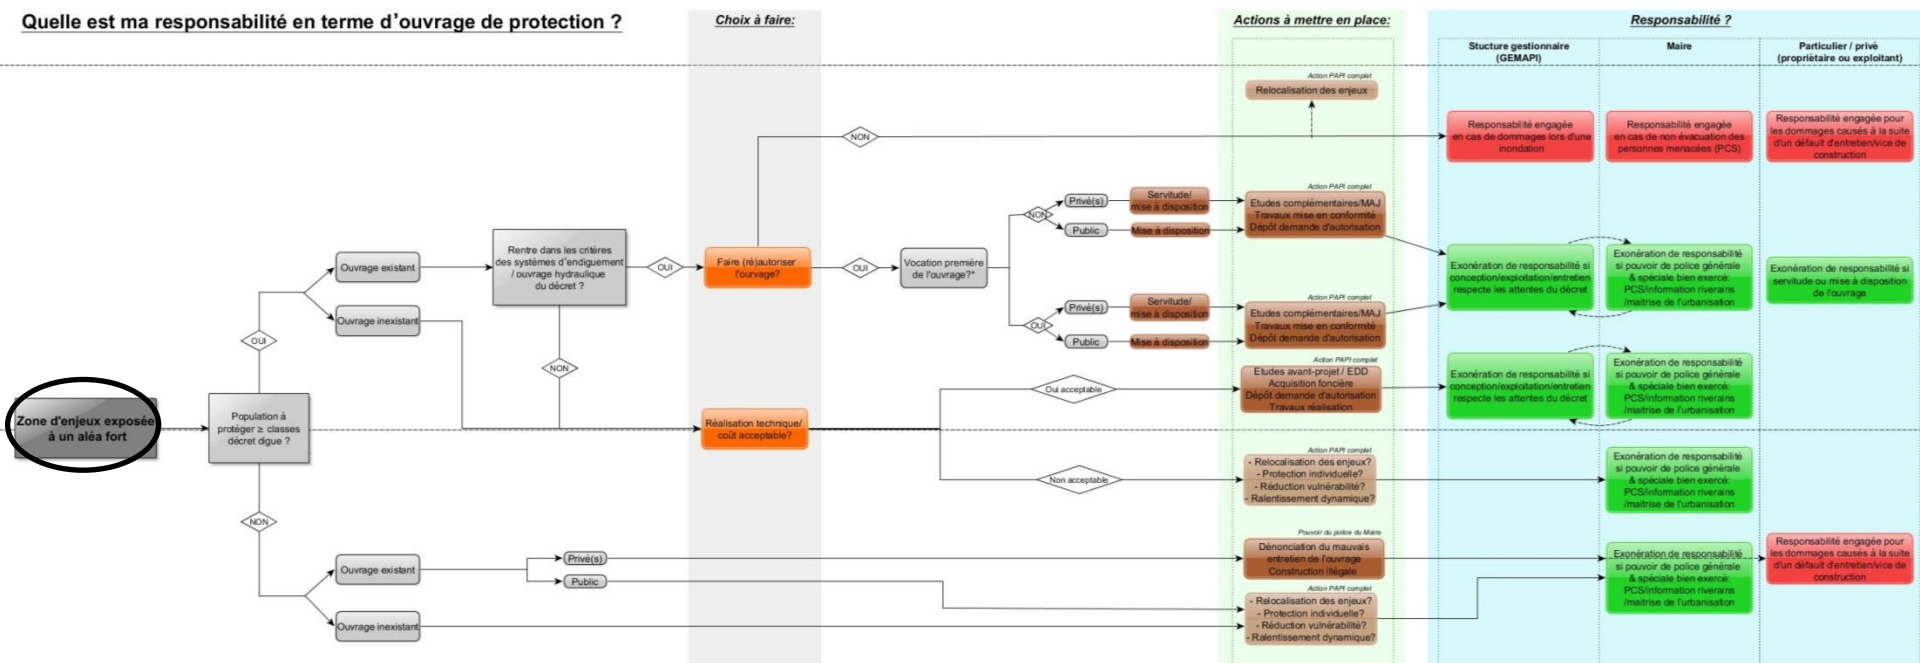 Quelle est ma responsabilité en terme d'ouvrage de protection ?
Choix à faire:
Actions à mettre en place:
Responsabilité ?
Stucture gestionnaire
(GEMAPI)
Maire
Particulier / privé
(propriètaire ou exploitant)
Action PAPI complet
Relocalisation des enjeux
NON
Responsabilité engagée
en cas de dommages lors d'une
inondation
Responsabilité engagée
en cas de non évacuation des
personnes menacées (PCS)
Responsabilité engagée pour
les dommages causés à la suite
d'un défault d'entretien/vice de
construction
Zone d'enjeux exposée
à un aléa fort
Population à
protéger ≥ classes
décret digue ?
OUI
Ouvrage existant
Ouvrage inexistant
Rentre dans les critères
des systèmes d'endiguement
/ ouvrage hydraulique
du décret ?
OUI
NON
Faire (ré)autoriser
l'ourvage?
OUI
Vocation première
de l'ouvrage?*
NON
Privé(s)
Servitude/
mise à disposition
Public
Mise à disposition
Action PAPI complet
Etudes complémentaires/MAJ
Travaux mise en conformité
Dépôt demande d'autorisation
OUI
Privé(s)
Servitude/
mise à disposition
Public
Mise à disposition
Action PAPI complet
Etudes complémentaires/MAJ
Travaux mise en conformité
Dépôt demande d'autorisation
Exonération de responsabilité si
conception/exploitation/entretien
respecte les attentes du décret
Exonération de responsabilité
si pouvoir de police générale
& spéciale bien exercé:
PCS/information riverains
/maitrise de l'urbanisation
Exonération de responsabilité si
servitude ou mise à disposition
de l'ouvrage
Réalisation technique/
coût acceptable?
Oui acceptable
Action PAPI complet
Etudes avant-projet / EDD
Acquisition foncière
Dépôt demande d'autorisation
Travaux réalisation
Exonération de responsabilité si
conception/exploitation/entretien
respecte les attentes du décret
Exonération de responsabilité
si pouvoir de police générale
& spéciale bien exercé:
PCS/information riverains
/maitrise de l'urbanisation
Non acceptable
Action PAPI complet
- Relocalisation des enjeux?
- Protection individuelle?
- Réduction vulnérabilité?
- Ralentissement dynamique?
Exonération de responsabilité
si pouvoir de police générale
& spéciale bien exercé:
PCS/information riverains
/maitrise de l'urbanisation
NON
Ouvrage existant
Privé(s)
Public
Ouvrage inexistant
Pouvoir du police du Maire
Dénonciation du mauvais
entretien de l'ouvrage
Construction illégale
Action PAPI complet
- Relocalisation des enjeux?
- Protection individuelle?
- Réduction vulnérabilité?
- Ralentissement dynamique?
Exonération de responsabilité
si pouvoir de police générale
& spéciale bien exercé:
PCS/information riverains
/maitrise de l'urbanisation
Responsabilité engagée pour
les dommages causés à la suite
d'un défault d'entretien/vice de
construction